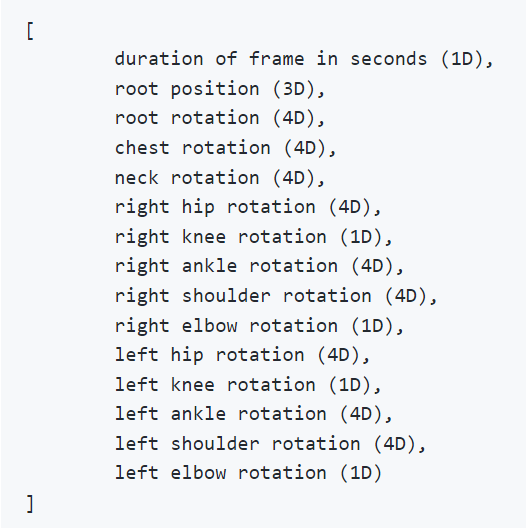 [
duration of frame in seconds (1D),
root position (3D),
root rotation (4D),
chest rotation (4D),
neck rotation (4D),
right hip rotation (4D),
right knee rotation (1D),
right ankle rotation (4D),
right shoulder rotation (4D),
right elbow rotation (1D),
left hip rotation (4D),
left knee rotation (1D),
left ankle rotation (4D),
left shoulder rotation (4D),
left elbow rotation (1D)
]